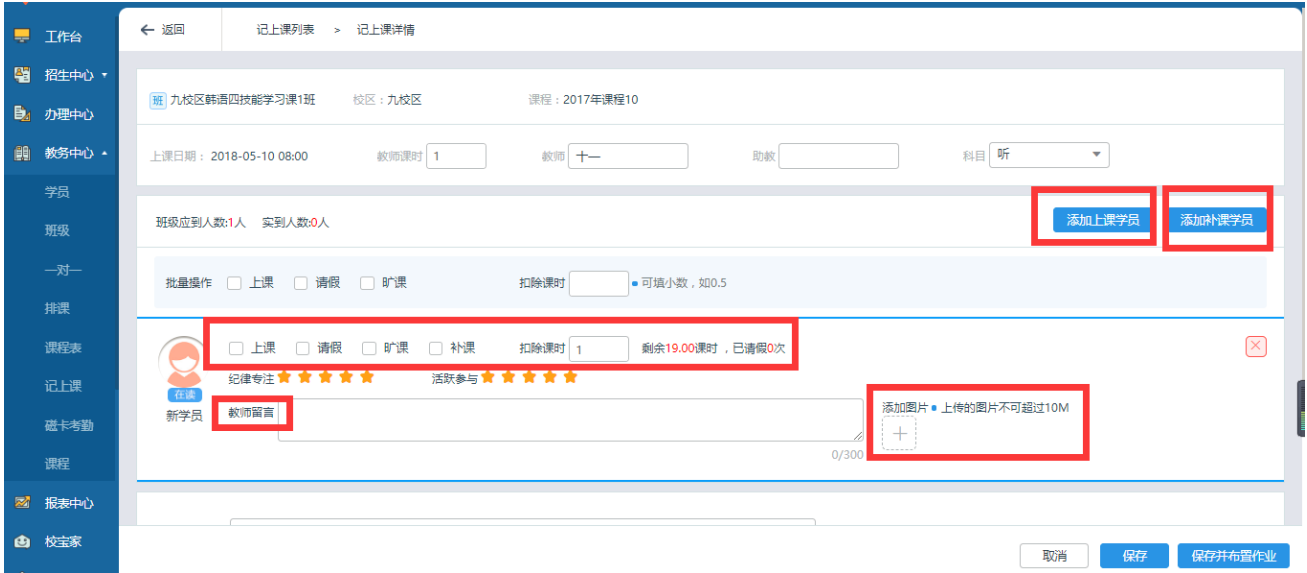 工作台
招生中心
办理中心
教务中心
学员
班级
一对一
排课
课程表
记上课
磁卡考勤
课程
报表中心
校宝家
返回
记上课列表 > 记上课详情
班 九校区韩语四技能学习课1班 校区：九校区 课程：2017年课程10
上课日期： 2018-05-10 08:00 教师课时 1 教师 十一 助教 科目 听
班级应到人数:1人 实到人数:0人 添加上课学员 添加补课学员
批量操作 上课 请假 旷课 扣除课时 可填小数，如0.5
上课 请假 旷课 补课 扣除课时 1 剩余19.00课时 ，已请假0次
纪律专注 活跃参与
在读
新学员
教师留言
添加图片 上传的图片不可超过10M
0/300
取消 保存 保存并布置作业